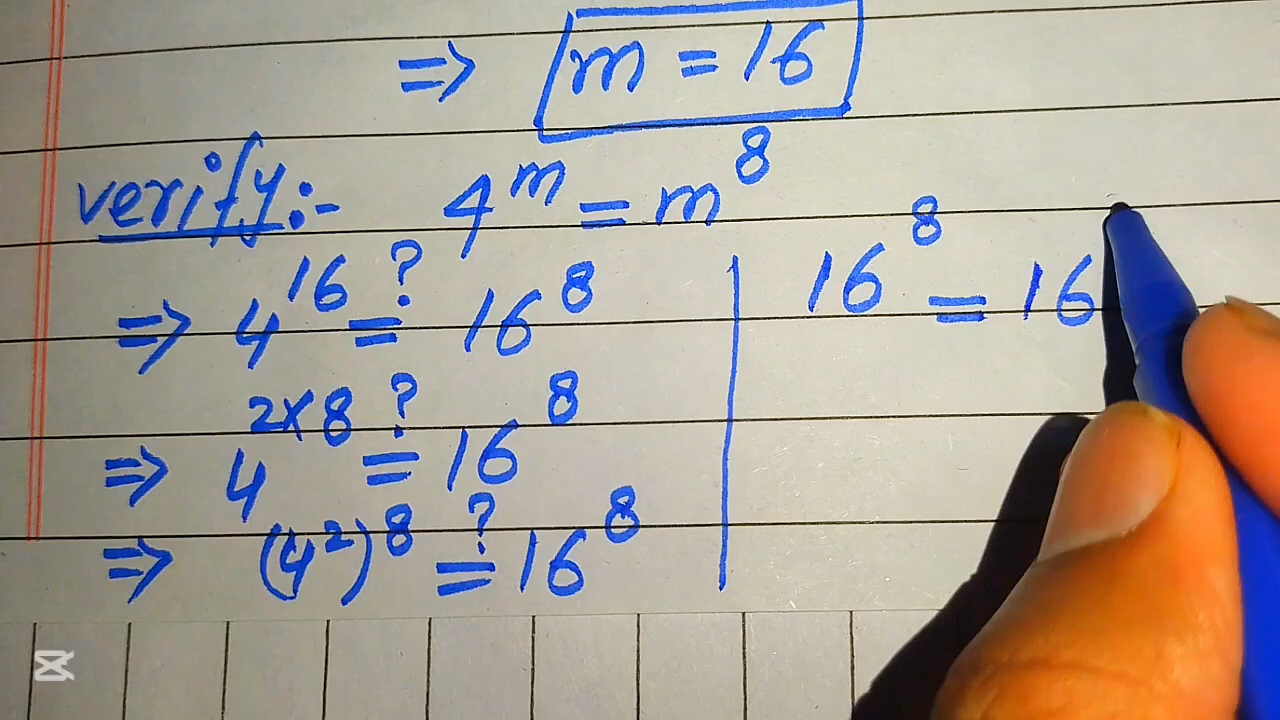 => m = 16
verify:- 4^m = m^8
=> 4^16 ?= 16^8
=> 4^2×8 ?= 16^8
=> (4^2)^8 ?= 16^8
16^8 = 16